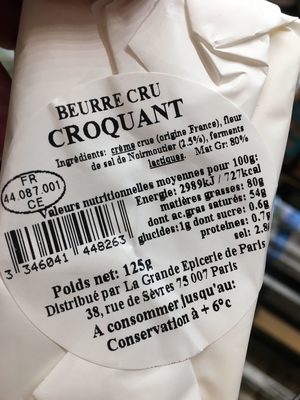 BEURRE CRU
CROQUANT
Ingrédients: crème crue (origine France), fleur
de sel de Noirmoutier (2.5%), ferments
lactiques. Mat Gr: 80%
FR
44.087.001
CE
Valeurs nutritionnelles moyennes pour 100g:
Energie: 2989kJ / 727kcal
matières grasses: 80g
dont ac.gras saturés: 54g
glucides:1g dont sucre: 0.6g
proteines: 0.7g
sel: 2.8
3 346041 448263
Poids net: 125g
Distribué par La Grande Epicerie de Paris
38, rue de Sèvres 75 007 Paris
A consommer jusqu'au:
Conservation à + 6°c